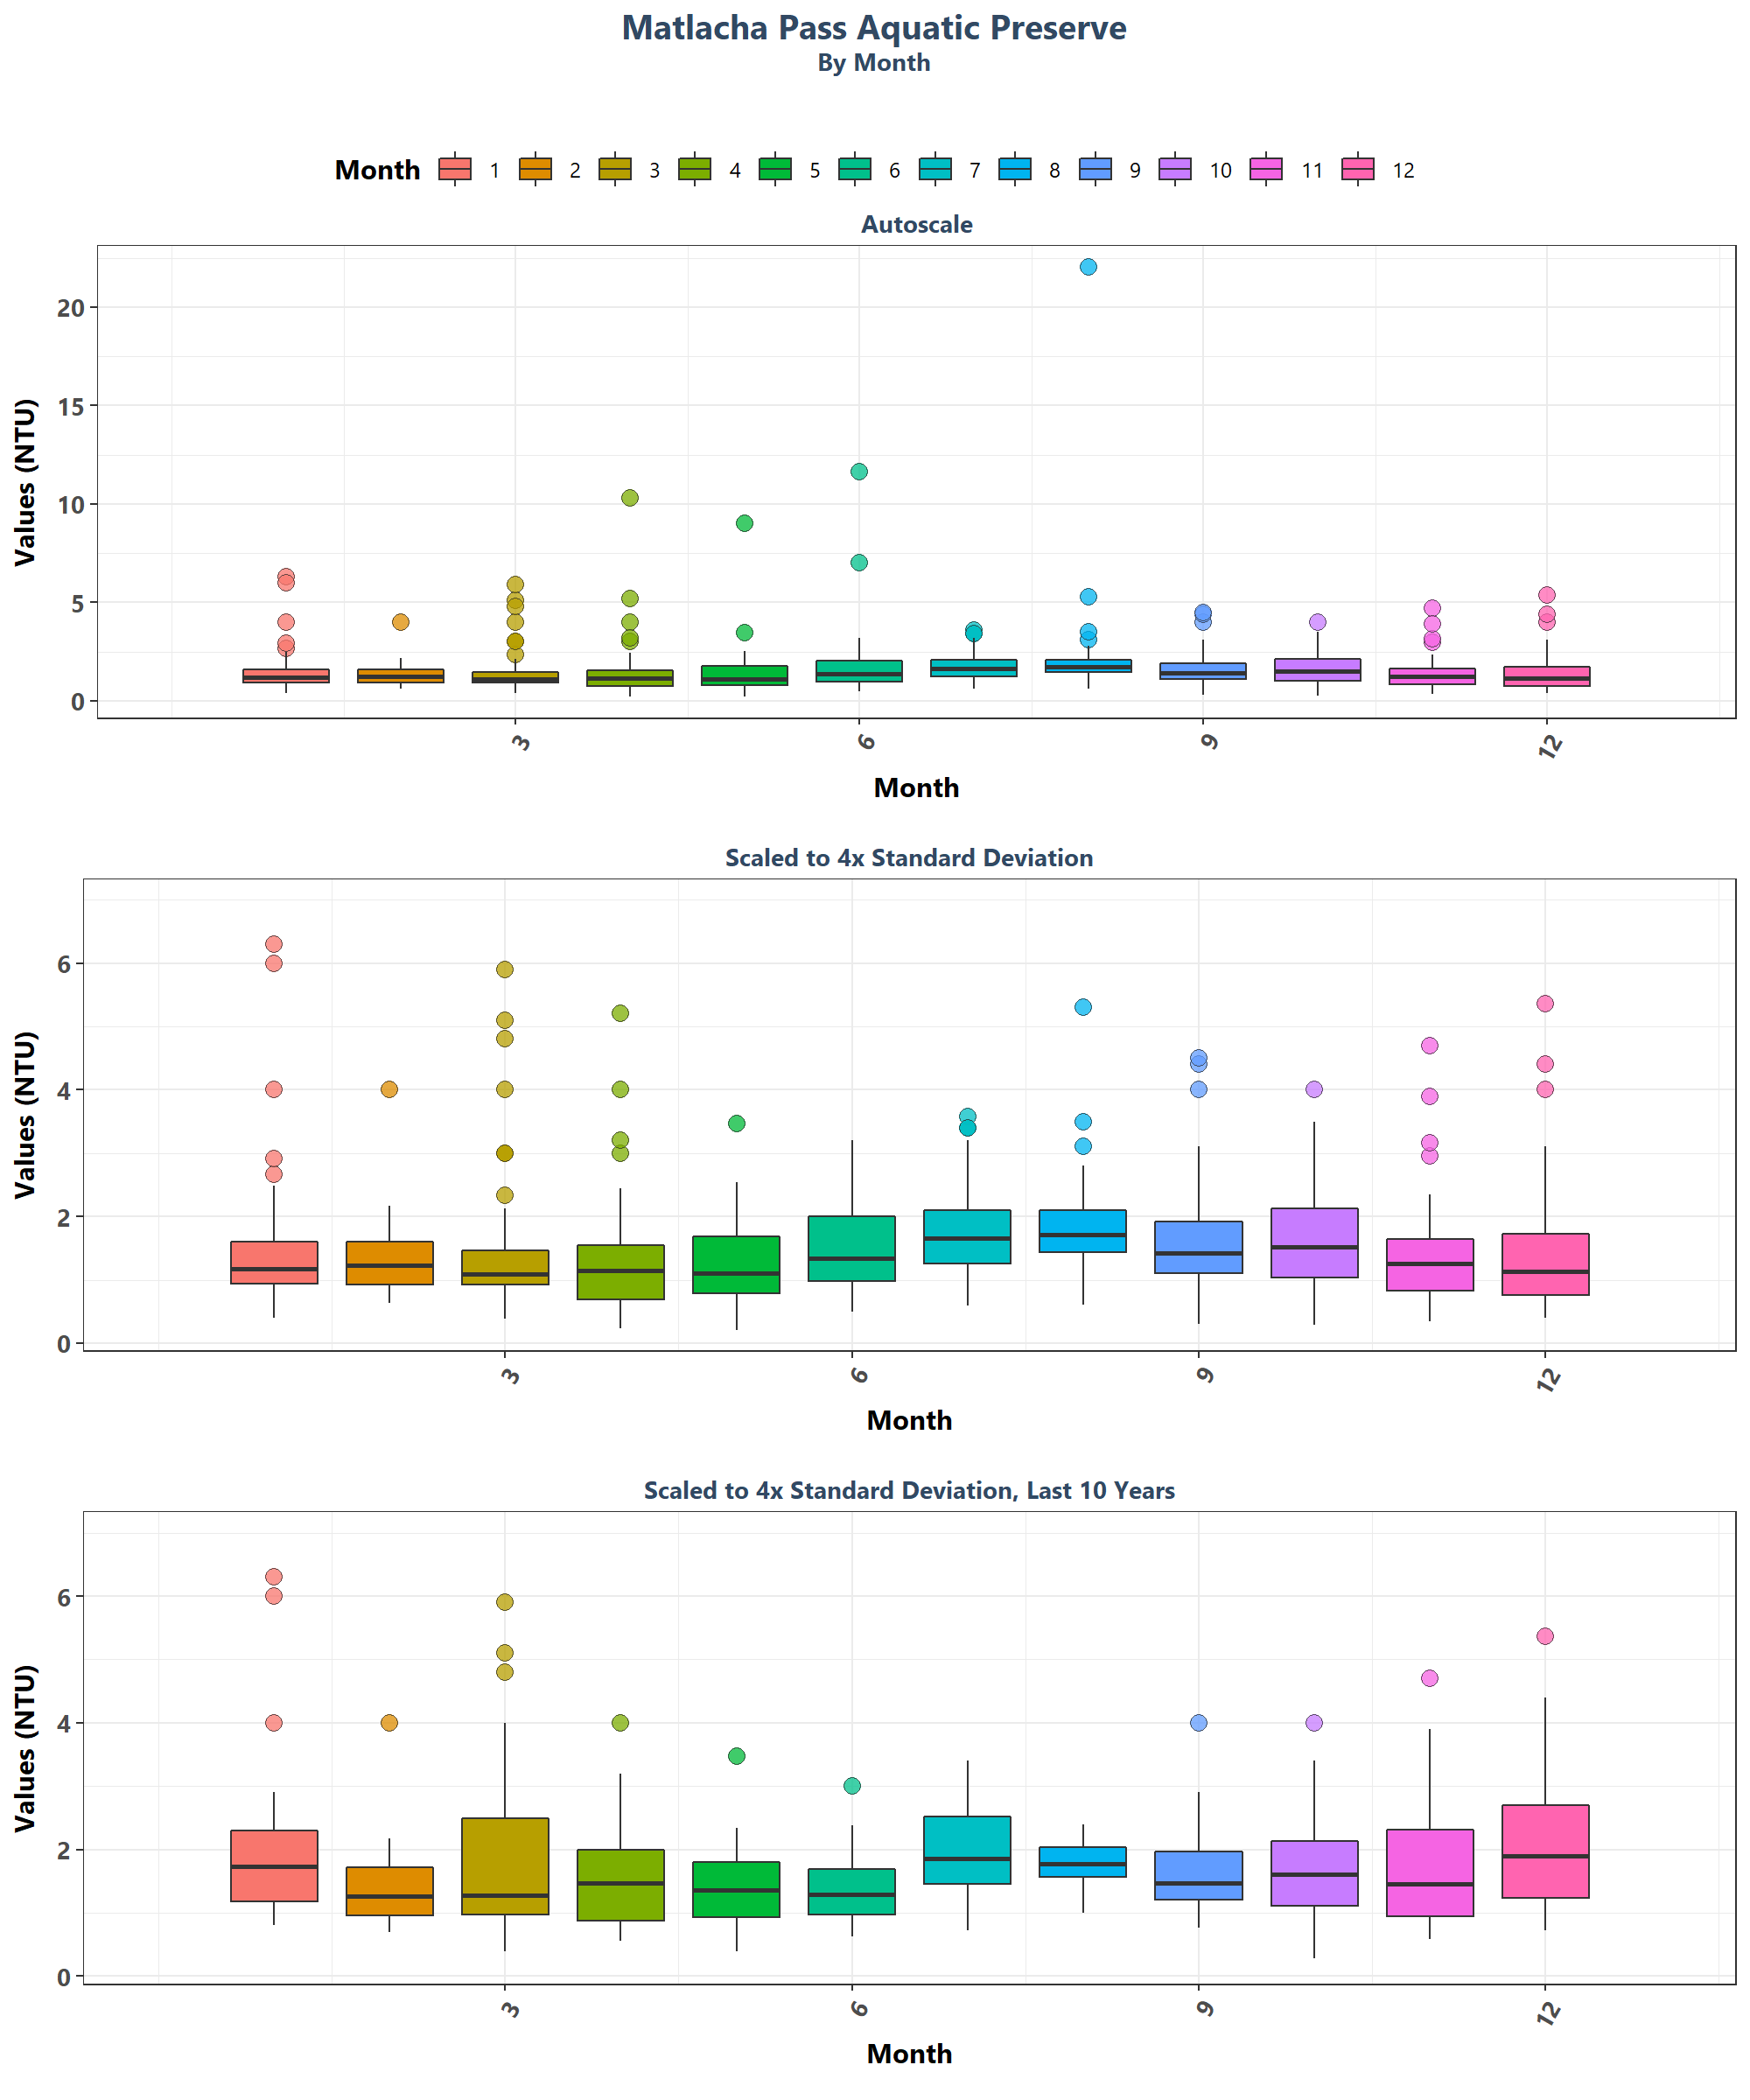 Matlacha Pass Aquatic Preserve
By Month
Month 1 2 3 4 5 6 7 8 9 10 11 12
Autoscale
Values (NTU)
20
15
10
5
0
3 6 9 12
Month
Scaled to 4x Standard Deviation
Values (NTU)
6
4
2
0
3 6 9 12
Month
Scaled to 4x Standard Deviation, Last 10 Years
Values (NTU)
6
4
2
0
3 6 9 12
Month